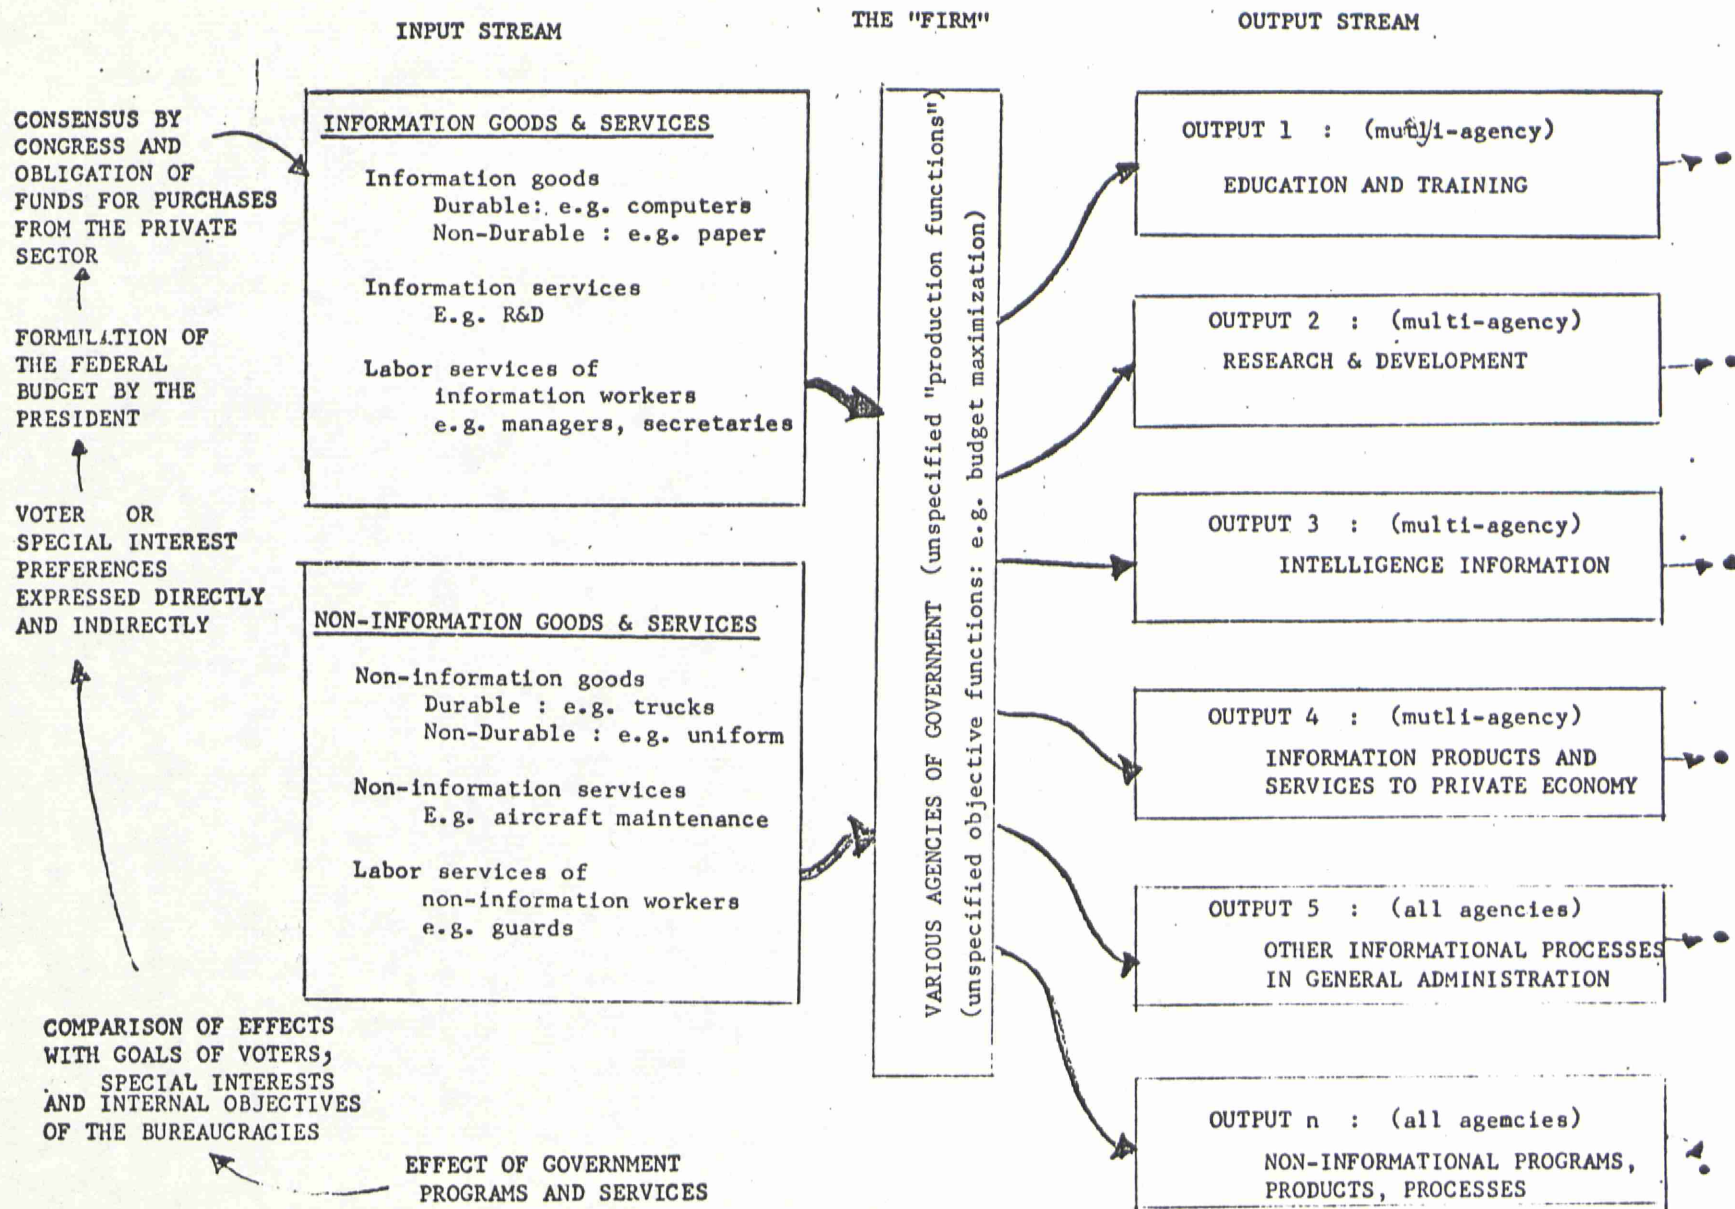 INPUT STREAM
THE "FIRM"
OUTPUT STREAM
CONSENSUS BY
CONGRESS AND
OBLIGATION OF
FUNDS FOR PURCHASES
FROM THE PRIVATE
SECTOR
FORMULATION OF
THE FEDERAL
BUDGET BY THE
PRESIDENT
VOTER OR
SPECIAL INTEREST
PREFERENCES
EXPRESSED DIRECTLY
AND INDIRECTLY
COMPARISON OF EFFECTS
WITH GOALS OF VOTERS,
SPECIAL INTERESTS
AND INTERNAL OBJECTIVES
OF THE BUREAUCRACIES
EFFECT OF GOVERNMENT
PROGRAMS AND SERVICES
INFORMATION GOODS & SERVICES
Information goods
Durable: e.g. computers
Non-Durable : e.g. paper
Information services
E.g. R&D
Labor services of
information workers
e.g. managers, secretaries
NON-INFORMATION GOODS & SERVICES
Non-information goods
Durable : e.g. trucks
Non-Durable : e.g. uniform
Non-information services
E.g. aircraft maintenance
Labor services of
non-information workers
e.g. guards
VARIOUS AGENCIES OF GOVERNMENT (unspecified "production functions")
(unspecified objective functions: e.g. budget maximization)
OUTPUT 1 : (mutli-agency)
EDUCATION AND TRAINING
OUTPUT 2 : (multi-agency)
RESEARCH & DEVELOPMENT
OUTPUT 3 : (multi-agency)
INTELLIGENCE INFORMATION
OUTPUT 4 : (mutli-agency)
INFORMATION PRODUCTS AND
SERVICES TO PRIVATE ECONOMY
OUTPUT 5 : (all agencies)
OTHER INFORMATIONAL PROCESSES
IN GENERAL ADMINISTRATION
OUTPUT n : (all agemcies)
NON-INFORMATIONAL PROGRAMS,
PRODUCTS, PROCESSES